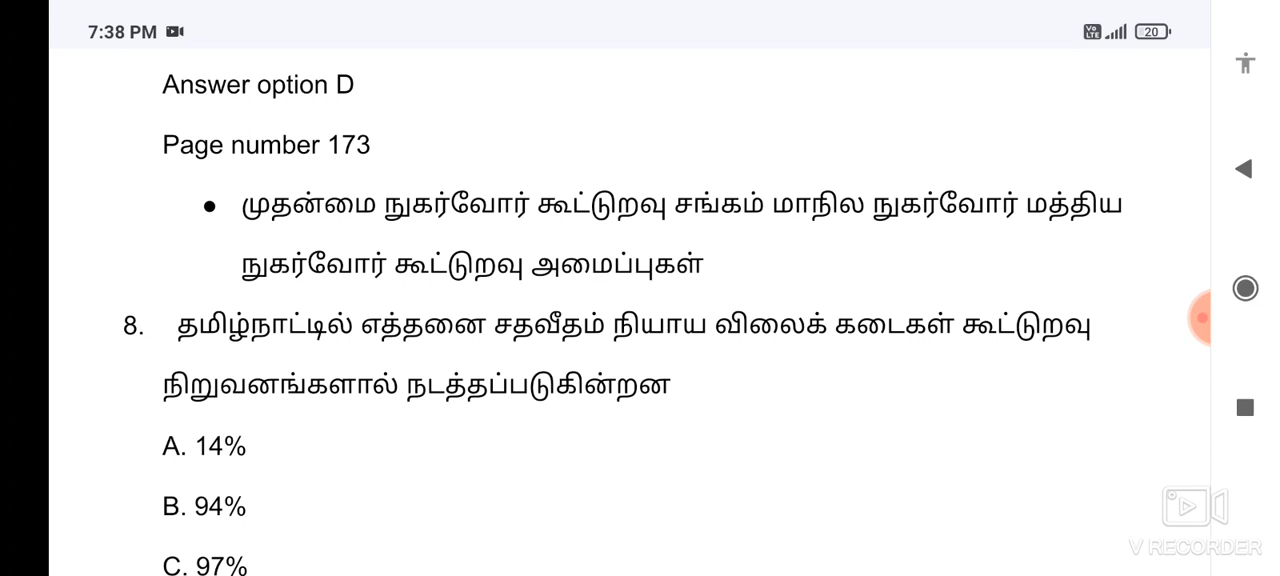 7:38 PM
Vo LTE 20
Answer option D
Page number 173
• முதன்மை நுகர்வோர் கூட்டுறவு சங்கம் மாநில நுகர்வோர் மத்திய
நுகர்வோர் கூட்டுறவு அமைப்புகள்
8. தமிழ்நாட்டில் எத்தனை சதவீதம் நியாய விலைக் கடைகள் கூட்டுறவு
நிறுவனங்களால் நடத்தப்படுகின்றன
A. 14%
B. 94%
C. 97%
V RECORDER